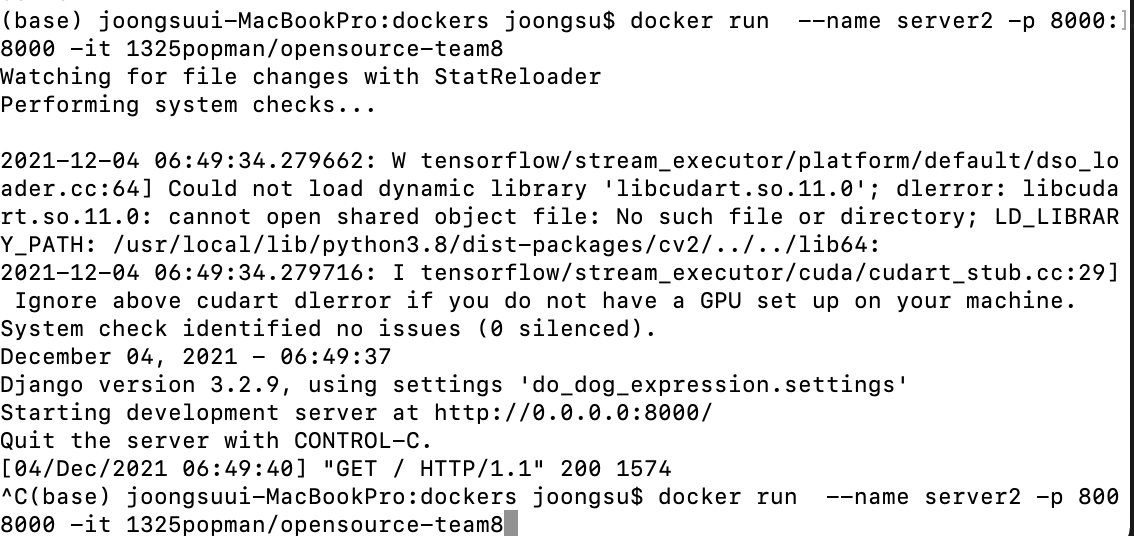 (base) joongsuui-MacBookPro:dockers joongsu$ docker run  --name server2 -p 8000:]
8000 -it 1325popman/opensource-team8
Watching for file changes with StatReloader
Performing system checks...
2021-12-04 06:49:34.279662: W tensorflow/stream_executor/platform/default/dso_lo
ader.cc:64] Could not load dynamic library 'libcudart.so.11.0'; dlerror: libcuda
rt.so.11.0: cannot open shared object file: No such file or directory; LD_LIBRAR
Y_PATH: /usr/local/lib/python3.8/dist-packages/cv2/../../lib64:
2021-12-04 06:49:34.279716: I tensorflow/stream_executor/cuda/cudart_stub.cc:29]
 Ignore above cudart dlerror if you do not have a GPU set up on your machine.
System check identified no issues (0 silenced).
December 04, 2021 - 06:49:37
Django version 3.2.9, using settings 'do_dog_expression.settings'
Starting development server at http://0.0.0.0:8000/
Quit the server with CONTROL-C.
[04/Dec/2021 06:49:40] "GET / HTTP/1.1" 200 1574
^C(base) joongsuui-MacBookPro:dockers joongsu$ docker run  --name server2 -p 800
8000 -it 1325popman/opensource-team8